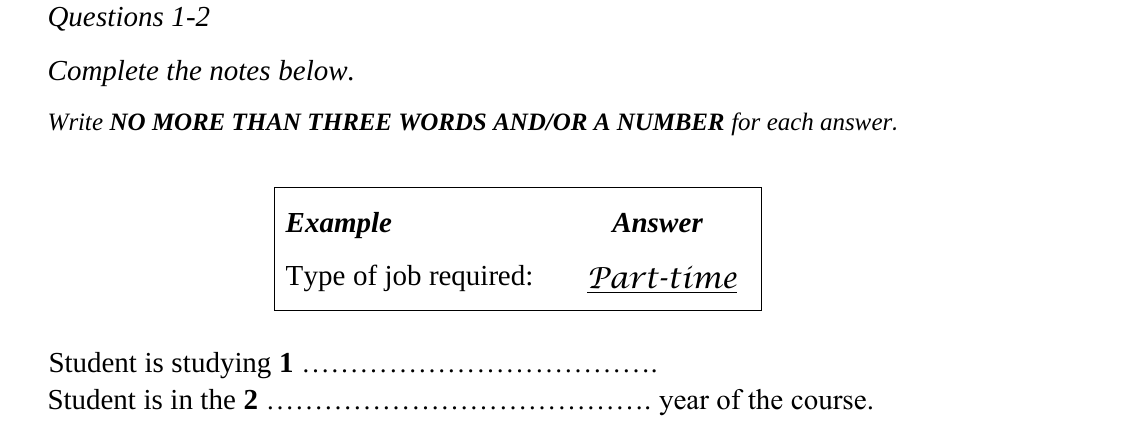 Questions 1-2
Complete the notes below.
Write NO MORE THAN THREE WORDS AND/OR A NUMBER for each answer.
Example Answer
Type of job required: Part-time
Student is studying 1 ……………………………….
Student is in the 2 …………………………………. year of the course.